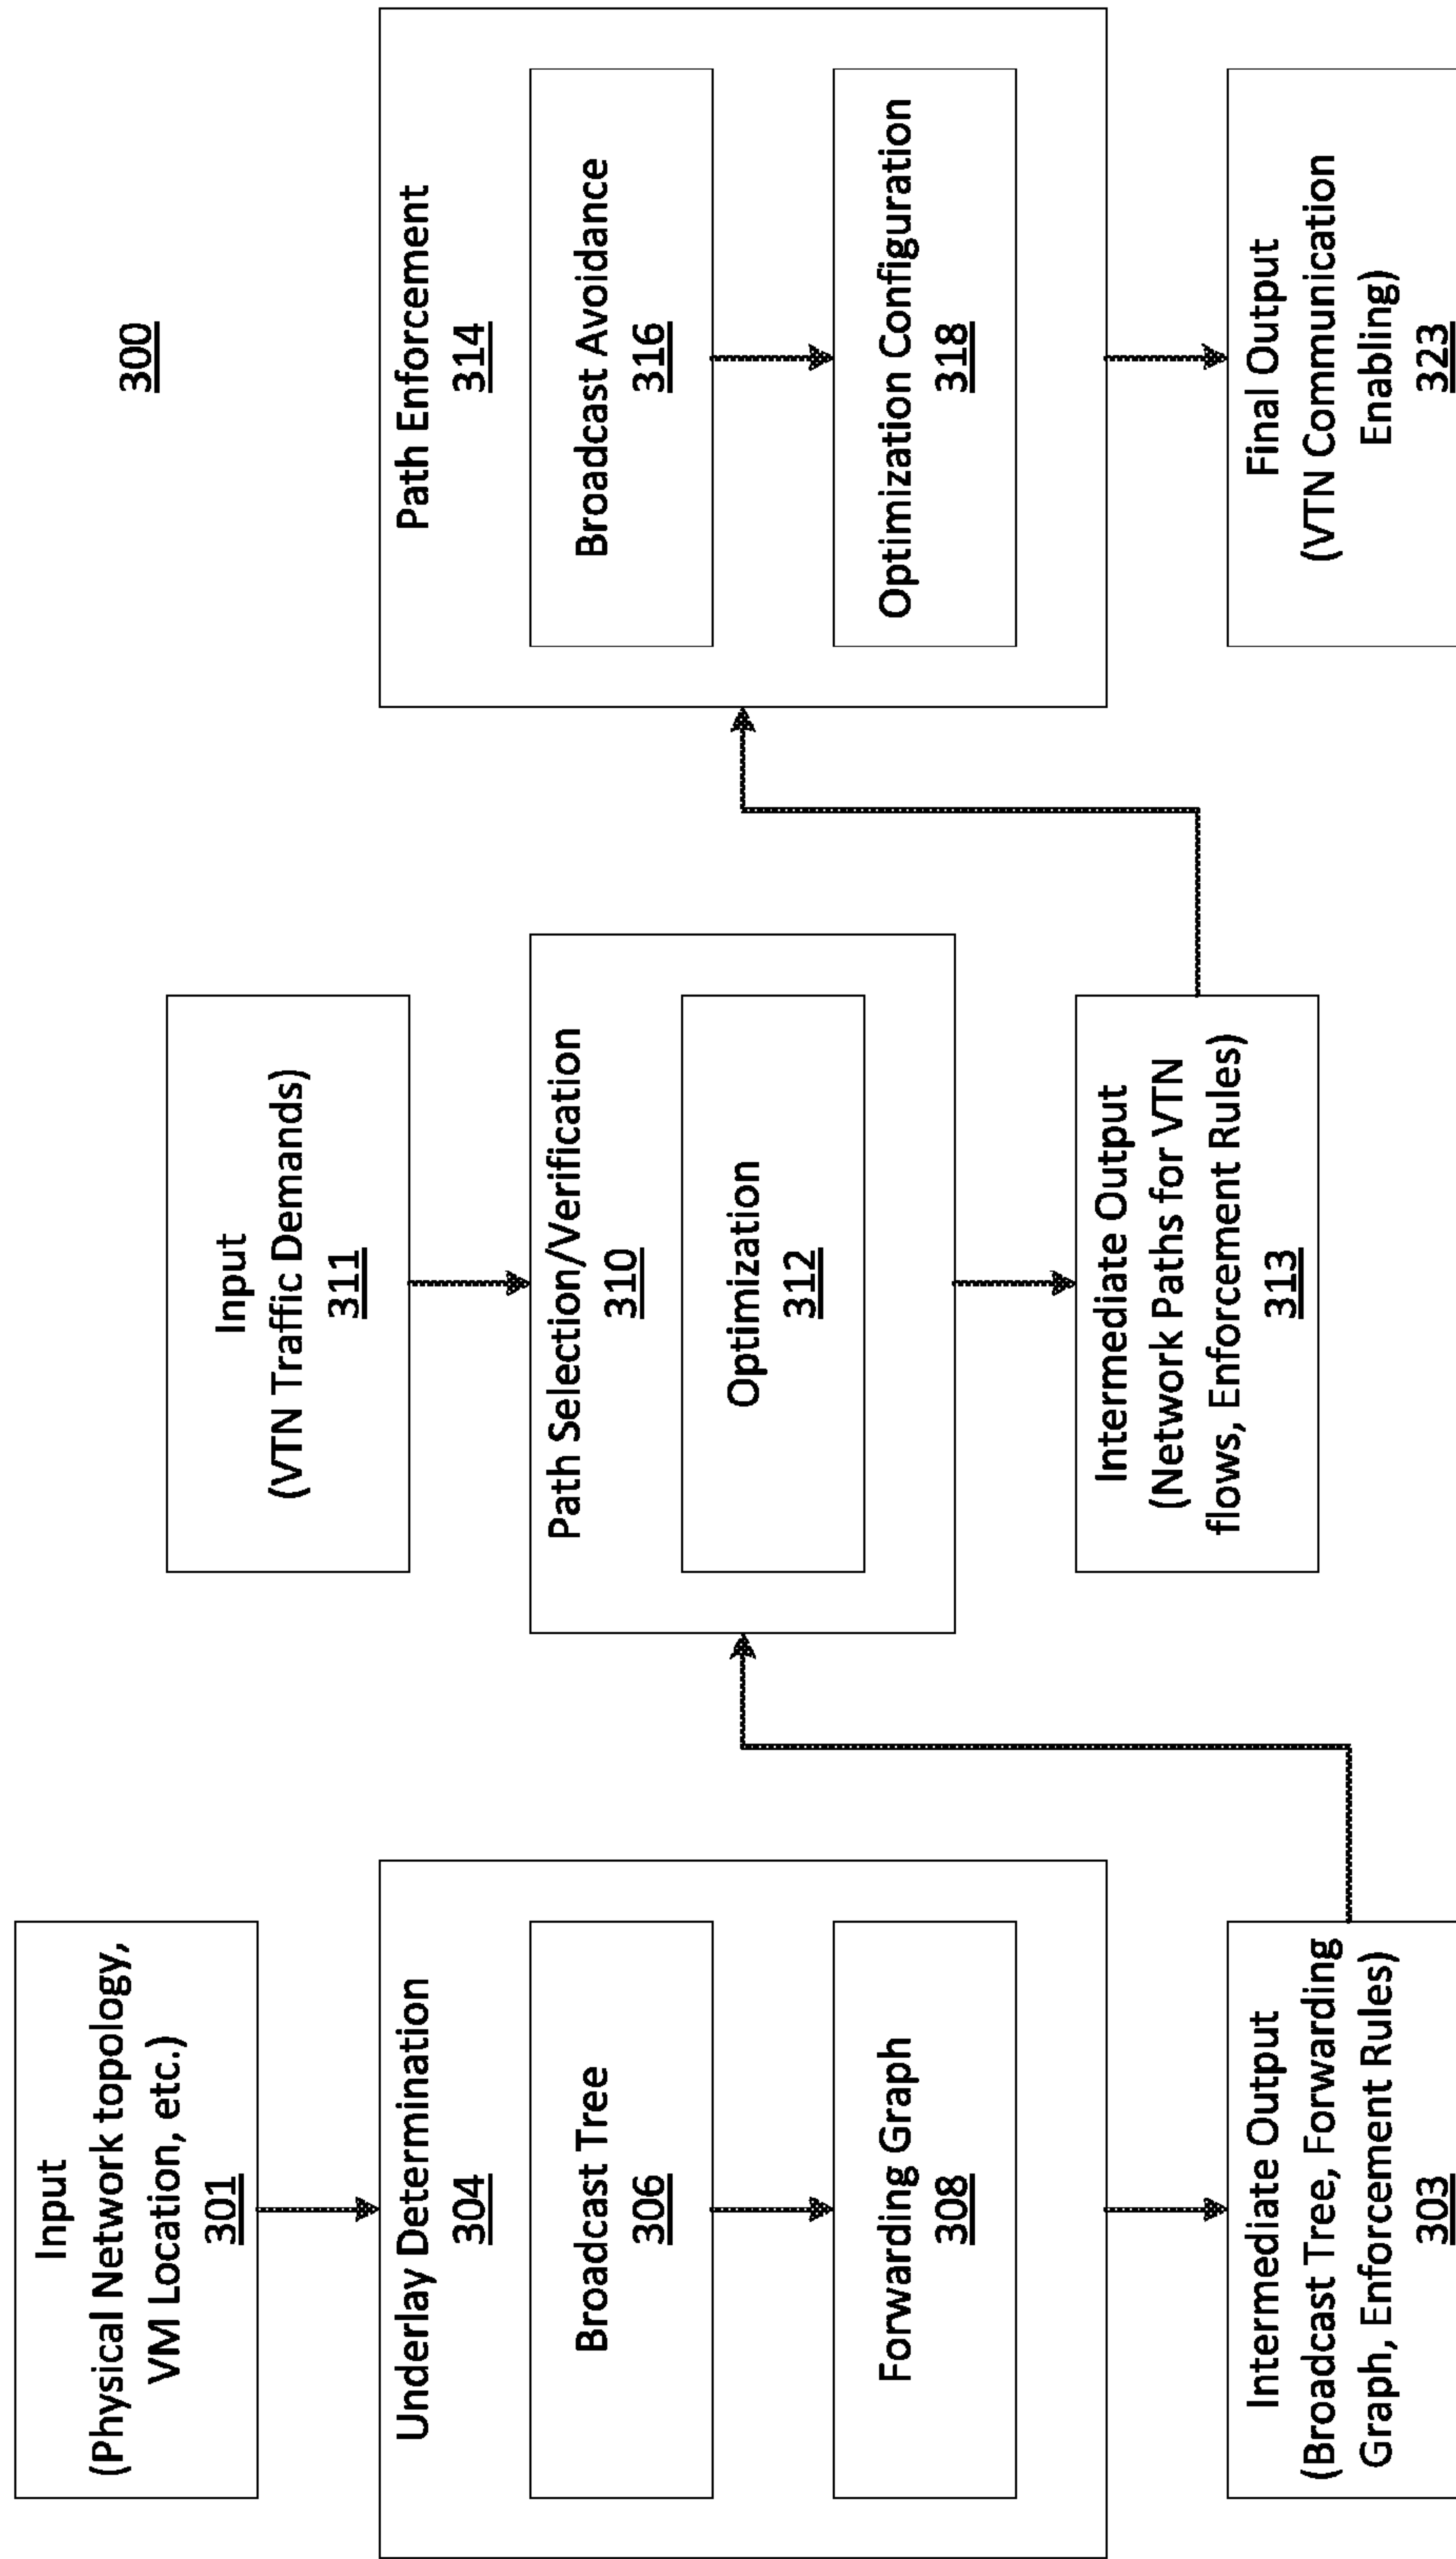 300
Input
(Physical Network topology,
VM Location, etc.)
301
Underlay Determination
304
Broadcast Tree
306
Forwarding Graph
308
Intermediate Output
(Broadcast Tree, Forwarding
Graph, Enforcement Rules)
303
Input
(VTN Traffic Demands)
311
Path Selection/Verification
310
Optimization
312
Intermediate Output
(Network Paths for VTN
flows, Enforcement Rules)
313
Path Enforcement
314
Broadcast Avoidance
316
Optimization Configuration
318
Final Output
(VTN Communication
Enabling)
323